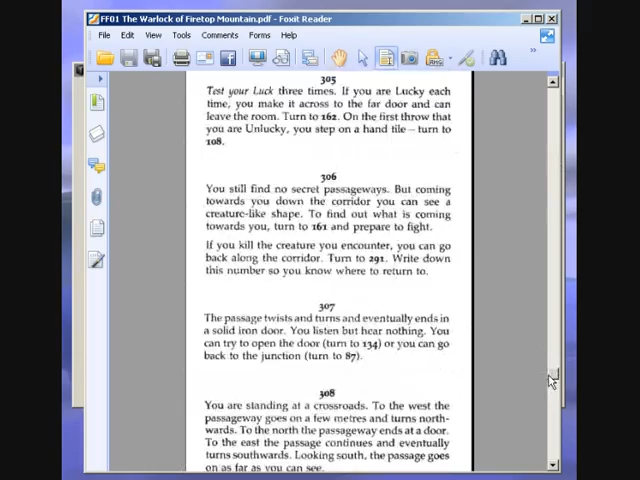 FF01 The Warlock of Firetop Mountain.pdf - Foxit Reader
File Edit View Tools Comments Forms Help
305
Test your Luck three times. If you are Lucky each
time, you make it across to the far door and can
leave the room. Turn to 162. On the first throw that
you are Unlucky, you step on a hand tile – turn to
108.
306
You still find no secret passageways. But coming
towards you down the corridor you can see a
creature-like shape. To find out what is coming
towards you, turn to 161 and prepare to fight.
If you kill the creature you encounter, you can go
back along the corridor. Turn to 291. Write down
this number so you know where to return to.
307
The passage twists and turns and eventually ends in
a solid iron door. You listen but hear nothing. You
can try to open the door (turn to 134) or you can go
back to the junction (turn to 87).
308
You are standing at a crossroads. To the west the
passageway goes on a few metres and turns north-
wards. To the north the passageway ends at a door.
To the east the passage continues and eventually
turns southwards. Looking south, the passage goes
on as far as you can see.